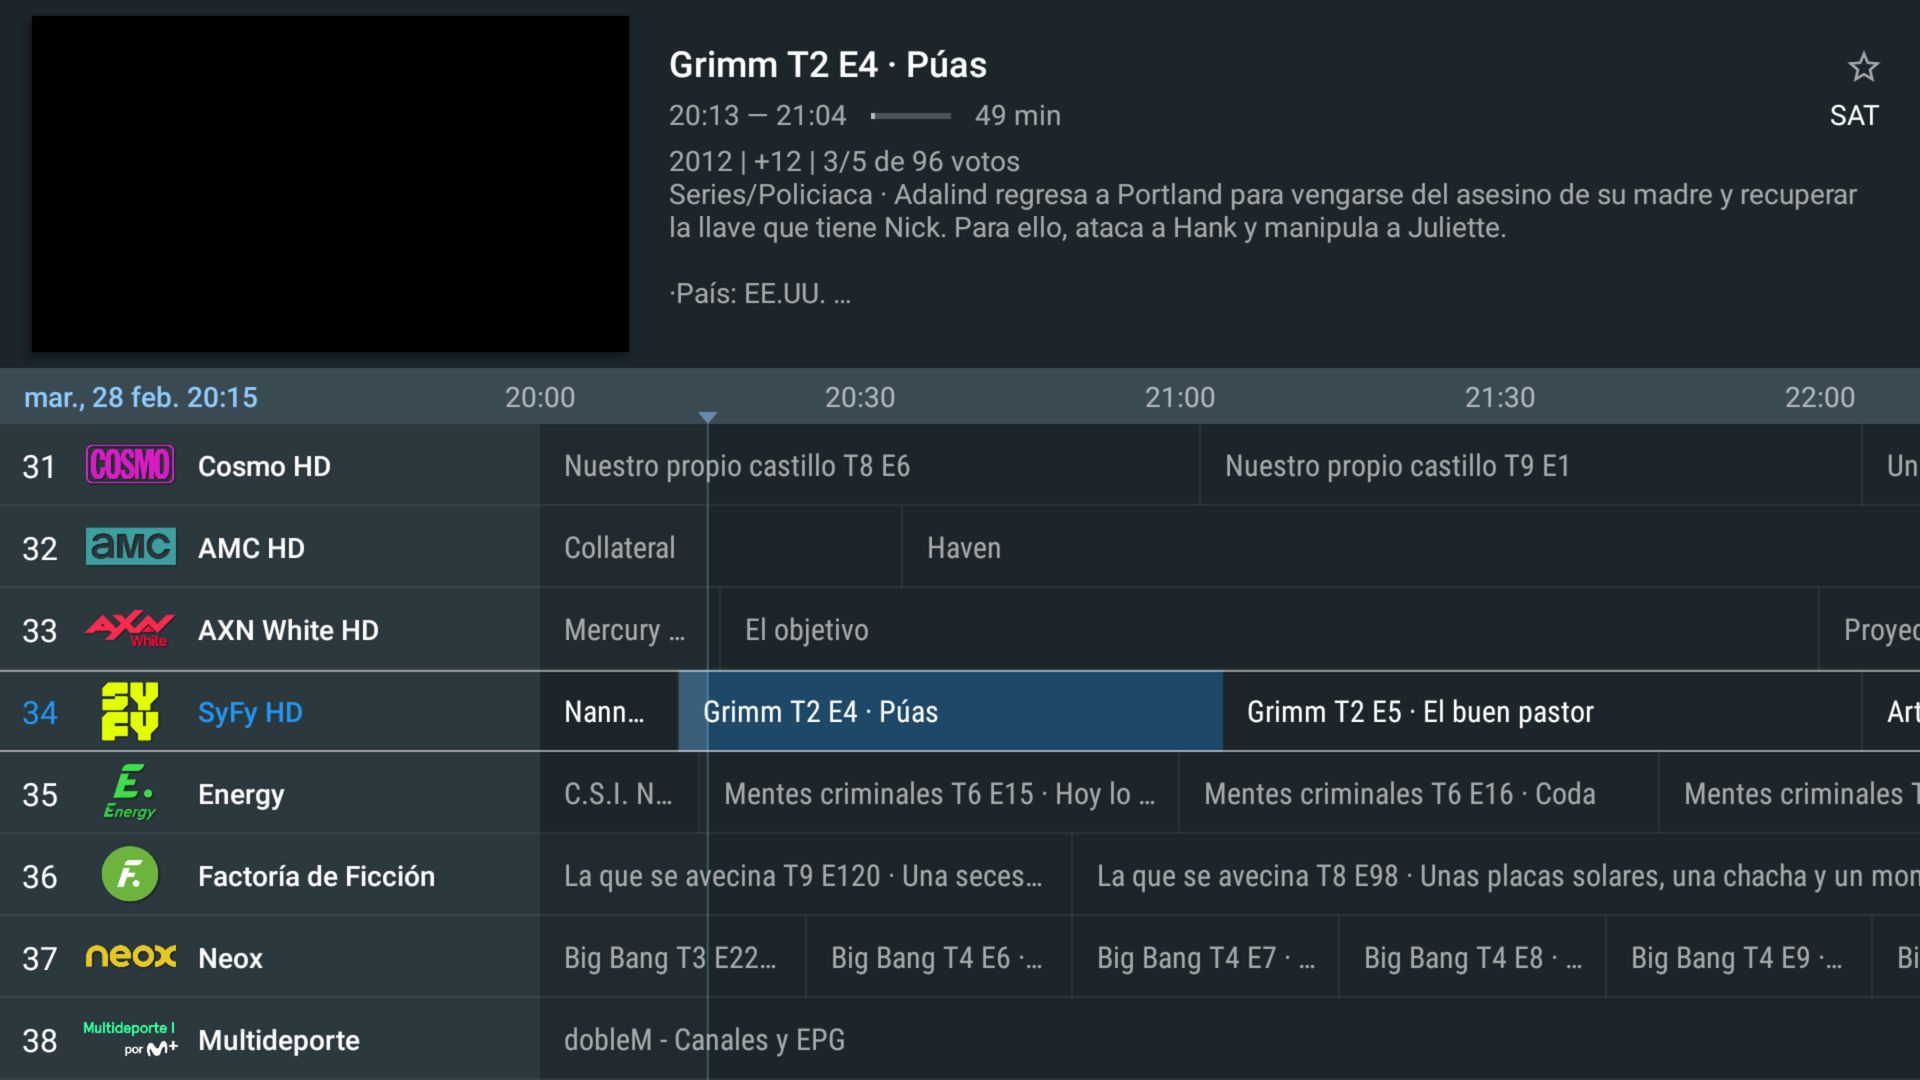 Grimm T2 E4 · Púas
20:13 — 21:04 49 min
SAT
2012 | +12 | 3/5 de 96 votos
Series/Policiaca · Adalind regresa a Portland para vengarse del asesino de su madre y recuperar
la llave que tiene Nick. Para ello, ataca a Hank y manipula a Juliette.
·País: EE.UU. ...
mar., 28 feb. 20:15 20:00 20:30 21:00 21:30 22:00
31 COSMO Cosmo HD Nuestro propio castillo T8 E6 Nuestro propio castillo T9 E1 Un
32 aMC AMC HD Collateral Haven
33 AXN White AXN White HD Mercury ... El objetivo Proyec
34 SYFY SyFy HD Nann... Grimm T2 E4 · Púas Grimm T2 E5 · El buen pastor Art
35 E. Energy Energy C.S.I. N... Mentes criminales T6 E15 · Hoy lo ... Mentes criminales T6 E16 · Coda Mentes criminales T
36 F. Factoría de Ficción La que se avecina T9 E120 · Una seces... La que se avecina T8 E98 · Unas placas solares, una chacha y un mon
37 neox Neox Big Bang T3 E22... Big Bang T4 E6 ·... Big Bang T4 E7 · ... Big Bang T4 E8 · ... Big Bang T4 E9 ·... Bi
38 Multideporte I por M+ Multideporte dobleM - Canales y EPG